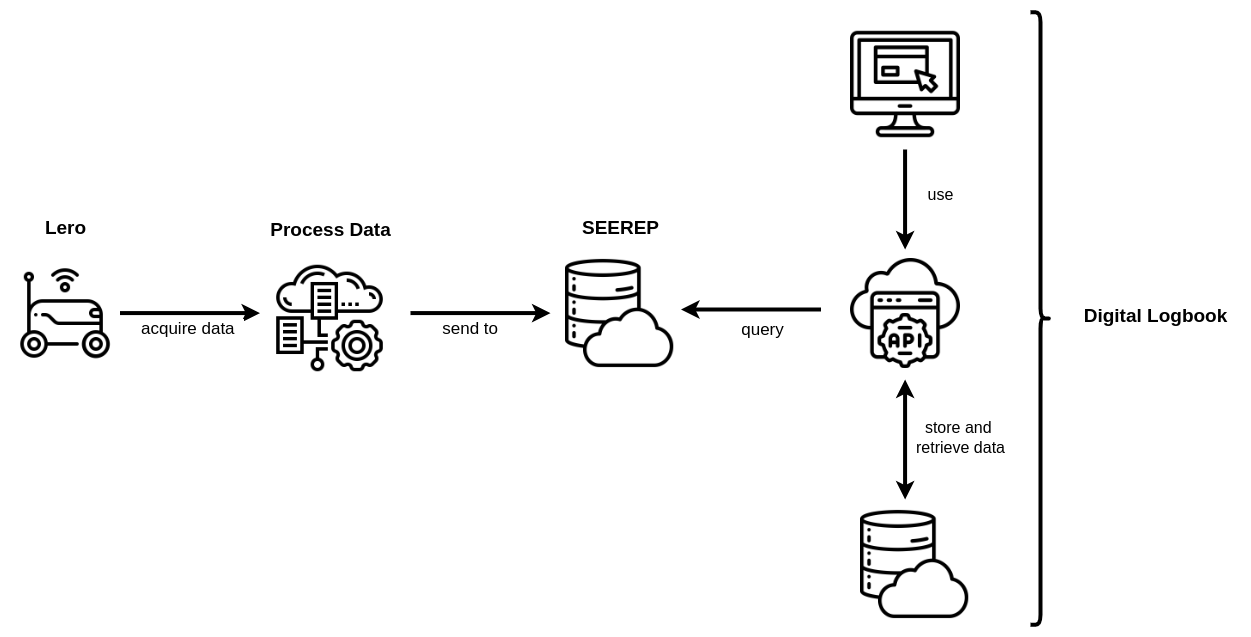 use
Lero
Process Data
SEEREP
Digital Logbook
acquire data
send to
query
API
store and
retrieve data